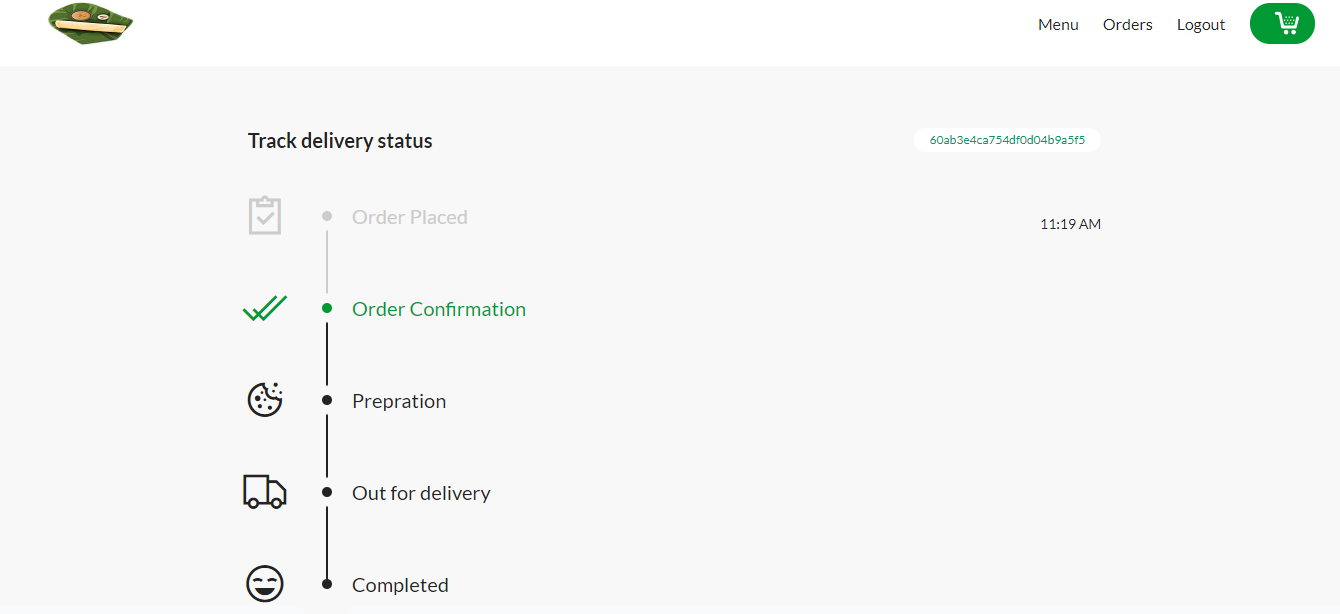 Menu Orders Logout
Track delivery status 60ab3e4ca754df0d04b9a5f5
Order Placed 11:19 AM
Order Confirmation
Prepration
Out for delivery
Completed